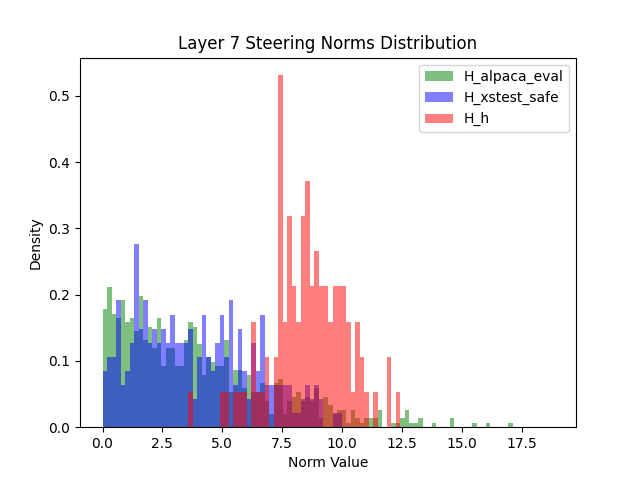 Layer 7 Steering Norms Distribution
H_alpaca_eval
H_xstest_safe
H_h
Density
0.5
0.4
0.3
0.2
0.1
0.0
0.0 2.5 5.0 7.5 10.0 12.5 15.0 17.5
Norm Value